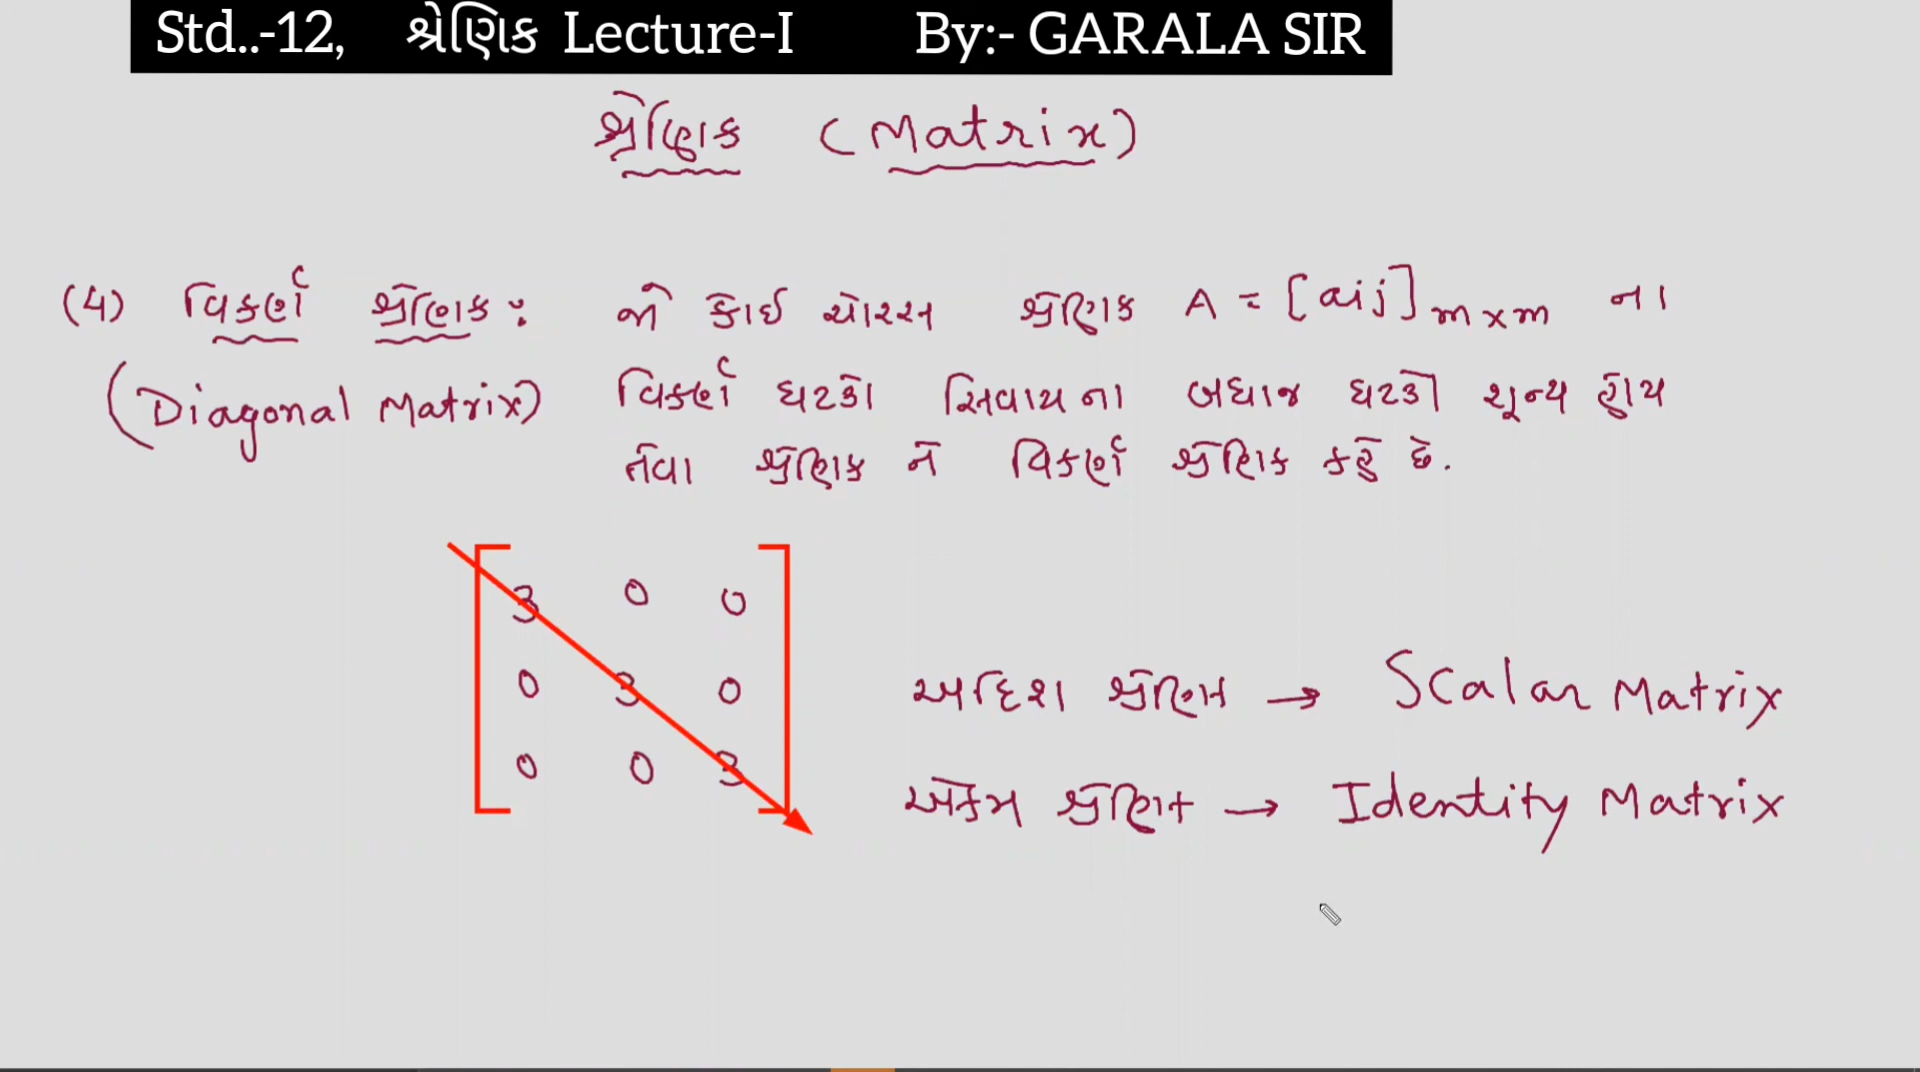 Std..-12, શ્રેણિક Lecture-I By:- GARALA SIR
શ્રેણિક (Matrix)
(4) વિકર્ણ શ્રેણિક : જો કોઈ ચોરસ શ્રેણિક A = [aij]m×m ના
(Diagonal Matrix) વિકર્ણ ઘટકો સિવાયના બધાજ ઘટકો શૂન્ય હોય
તેવા શ્રેણિક ને વિકર્ણ શ્રેણિક કહે છે.
3 0 0
0 3 0
0 0 3
અદિશ શ્રેણિક → Scalar Matrix
એકમ શ્રેણિક → Identity Matrix